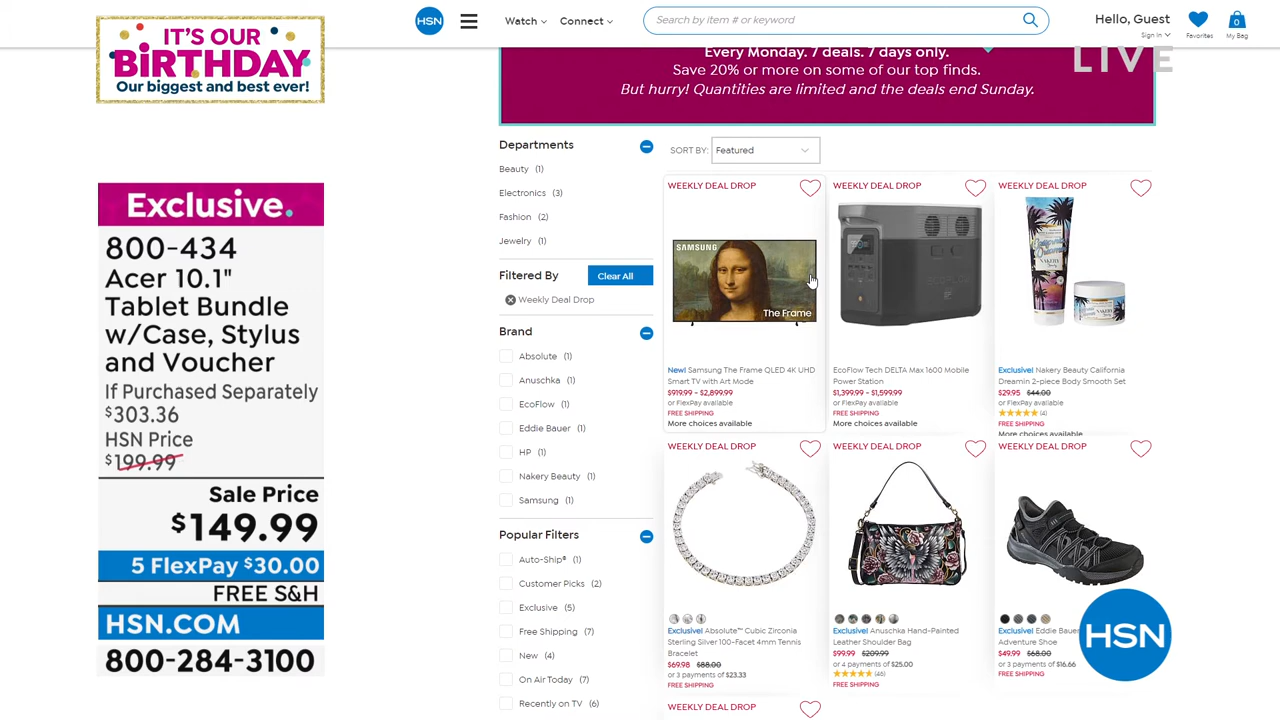 IT'S OUR
BiRTHDAY
Our biggest and best ever!
HSN
Watch
Connect
Search by item # or keyword
Hello, Guest
Sign In
Favorites
0
My Bag
LIVE
Every Monday. 7 deals. 7 days only.
Save 20% or more on some of our top finds.
But hurry! Quantities are limited and the deals end Sunday.
Exclusive.
800-434
Acer 10.1"
Tablet Bundle
w/Case, Stylus
and Voucher
If Purchased Separately
$303.36
HSN Price
$199.99
Sale Price
$149.99
5 FlexPay $30.00
FREE S&H
HSN.COM
800-284-3100
Departments
Beauty (1)
Electronics (3)
Fashion (2)
Jewelry (1)
Filtered By
Clear All
Weekly Deal Drop
Brand
Absolute (1)
Anuschka (1)
EcoFlow (1)
Eddie Bauer (1)
HP (1)
Nakery Beauty (1)
Samsung (1)
Popular Filters
Auto-Ship® (1)
Customer Picks (2)
Exclusive (5)
Free Shipping (7)
New (4)
On Air Today (7)
Recently on TV (6)
SORT BY:
Featured
WEEKLY DEAL DROP
SAMSUNG
The Frame
New! Samsung The Frame QLED 4K UHD
Smart TV with Art Mode
$919.99 - $2,899.99
or FlexPay available
FREE SHIPPING
More choices available
WEEKLY DEAL DROP
EcoFlow Tech DELTA Max 1600 Mobile
Power Station
$1,399.99 - $1,599.99
or FlexPay available
FREE SHIPPING
More choices available
WEEKLY DEAL DROP
Exclusive! Nakery Beauty California
Dreamin 2-piece Body Smooth Set
$29.95 $44.00
or FlexPay available
(4)
FREE SHIPPING
More choices available
WEEKLY DEAL DROP
Exclusive! Absolute™ Cubic Zirconia
Sterling Silver 100-Facet 4mm Tennis
Bracelet
$69.98 $88.00
or 3 payments of $23.33
FREE SHIPPING
WEEKLY DEAL DROP
Exclusive! Anuschka Hand-Painted
Leather Shoulder Bag
$99.99 $209.99
or 4 payments of $25.00
(46)
FREE SHIPPING
WEEKLY DEAL DROP
Exclusive! Eddie Baue
Adventure Shoe
$49.99 $68.00
or 3 payments of $16.66
FREE SHIPPING
HSN
WEEKLY DEAL DROP